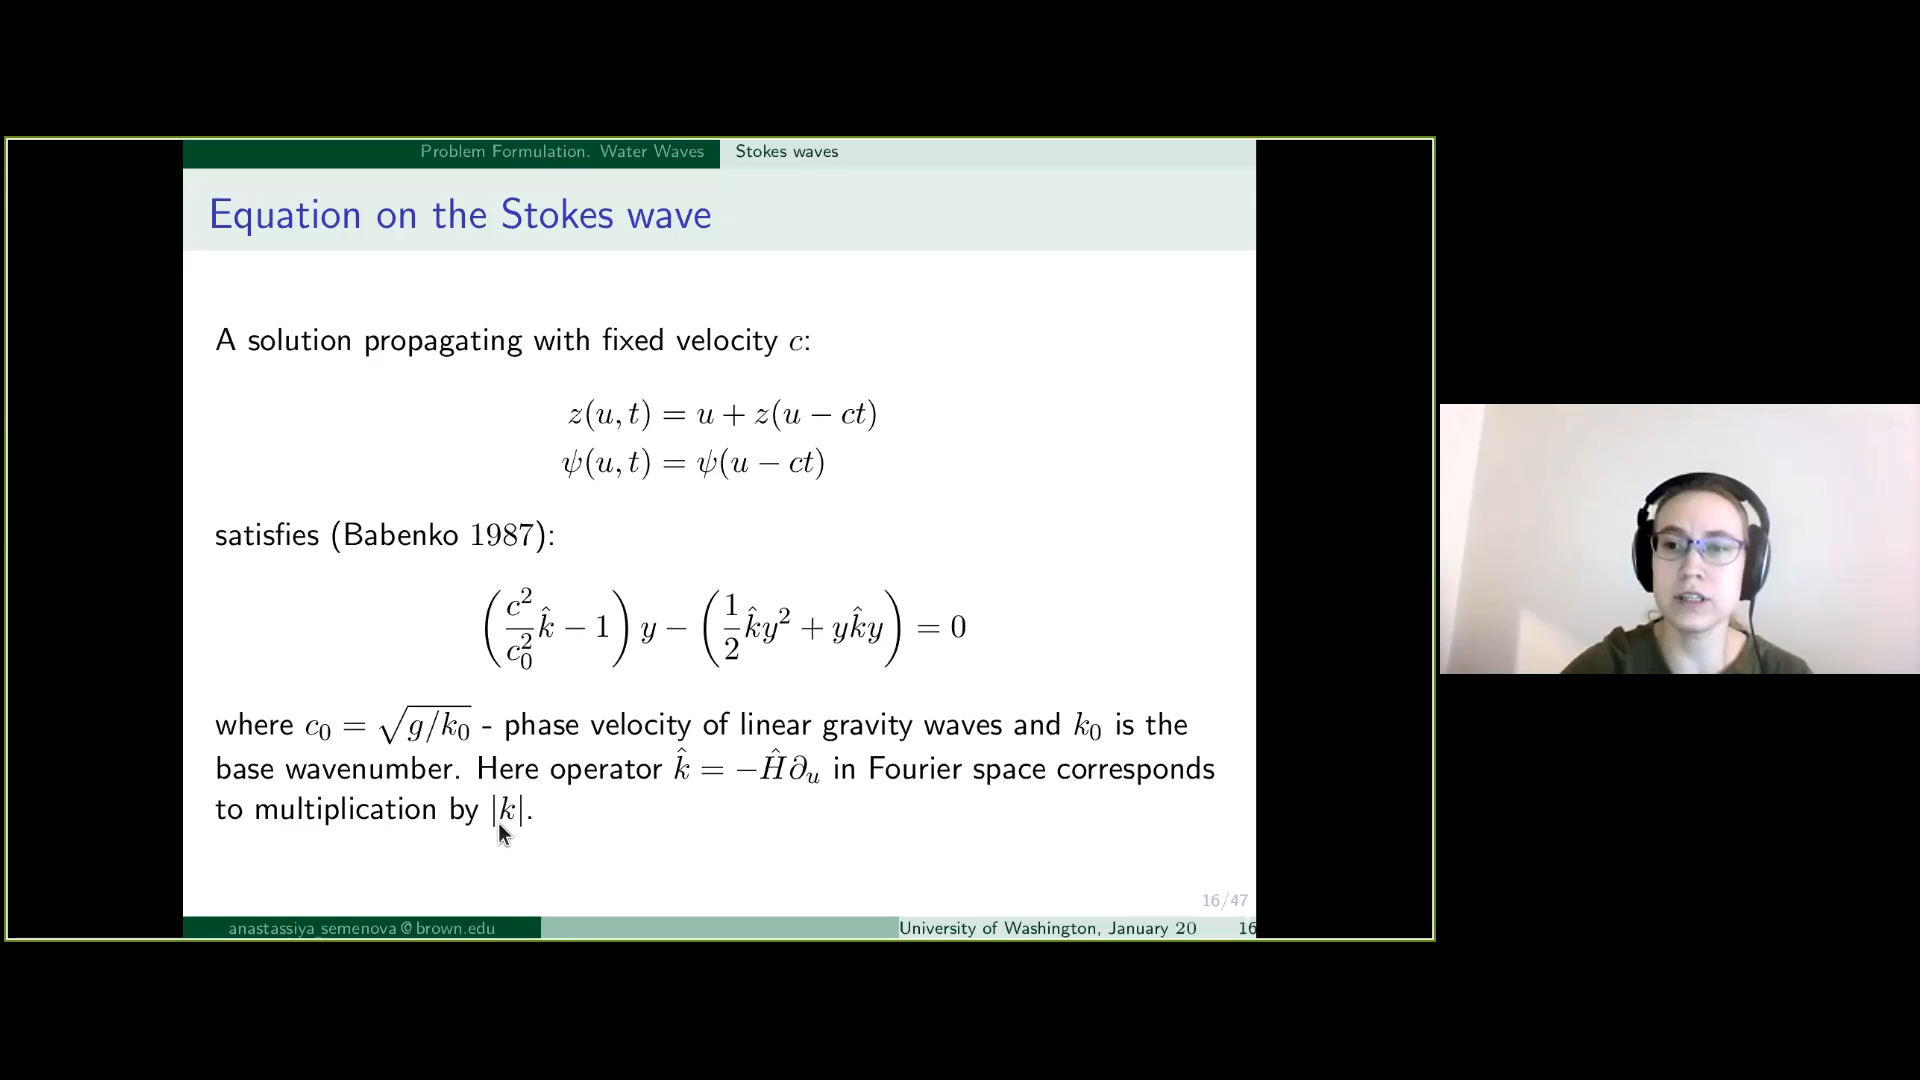 Problem Formulation. Water Waves Stokes waves
Equation on the Stokes wave
A solution propagating with fixed velocity c:
z(u, t) = u + z(u − ct)
ψ(u, t) = ψ(u − ct)
satisfies (Babenko 1987):
(c²/c₀² k̂ − 1) y − (1/2 k̂y² + yk̂y) = 0
where c₀ = √(g/k₀) - phase velocity of linear gravity waves and k₀ is the
base wavenumber. Here operator k̂ = −Ĥ∂ᵤ in Fourier space corresponds
to multiplication by |k|.
16/47
anastassiya_semenova@brown.edu University of Washington, January 20 16